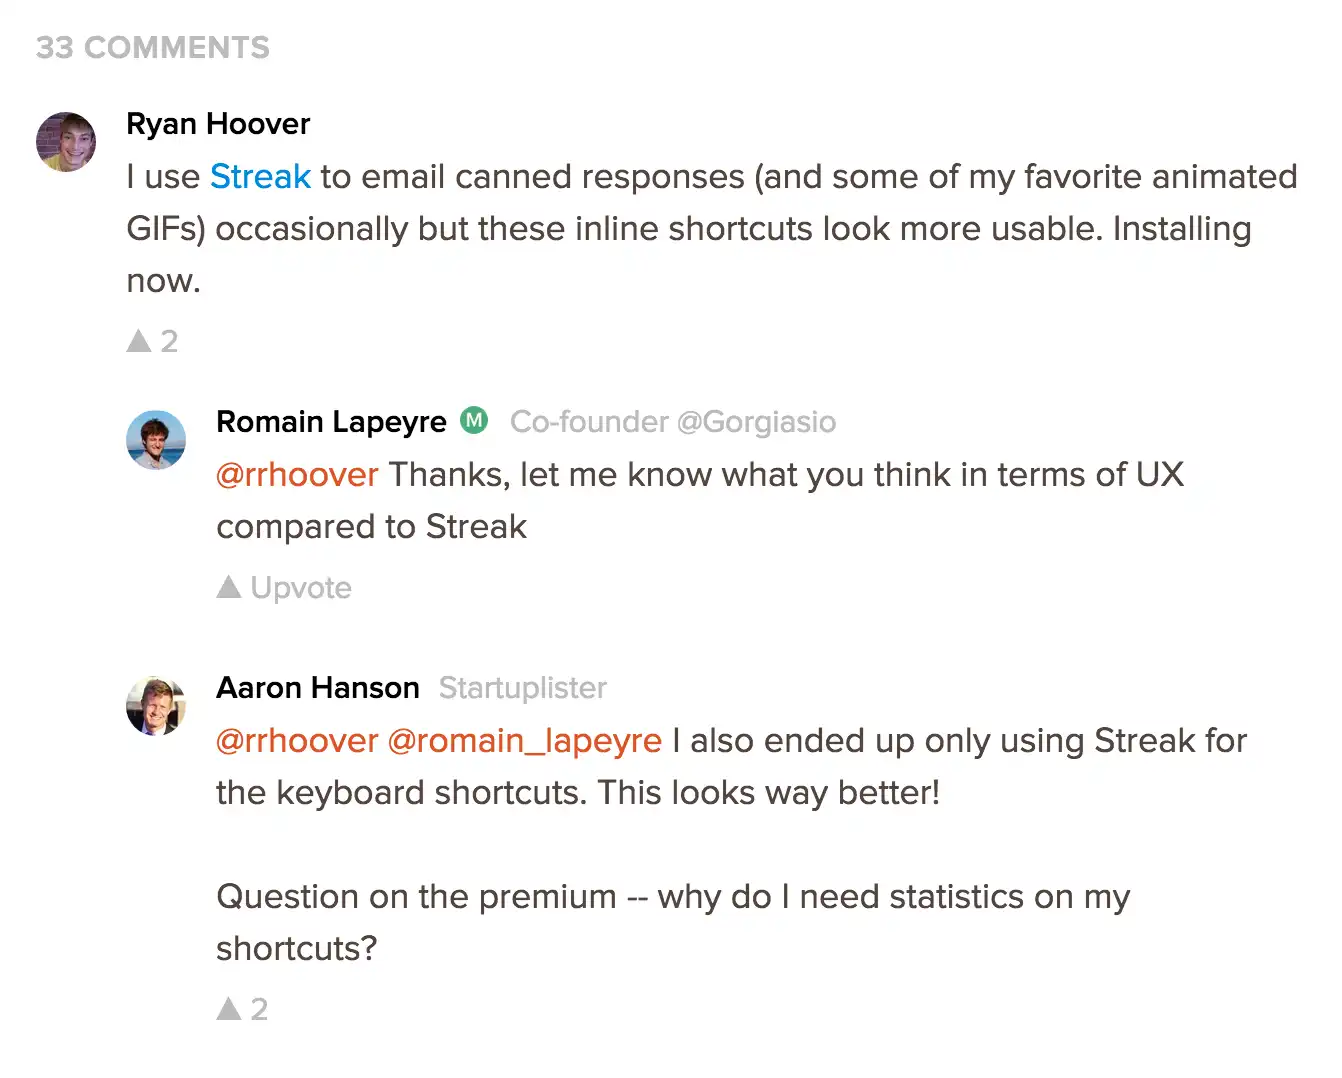 33 COMMENTS
Ryan Hoover
I use Streak to email canned responses (and some of my favorite animated
GIFs) occasionally but these inline shortcuts look more usable. Installing
now.
▲ 2
Romain Lapeyre M Co-founder @Gorgiasio
@rrhoover Thanks, let me know what you think in terms of UX
compared to Streak
▲ Upvote
Aaron Hanson Startuplister
@rrhoover @romain_lapeyre I also ended up only using Streak for
the keyboard shortcuts. This looks way better!
Question on the premium -- why do I need statistics on my
shortcuts?
▲ 2